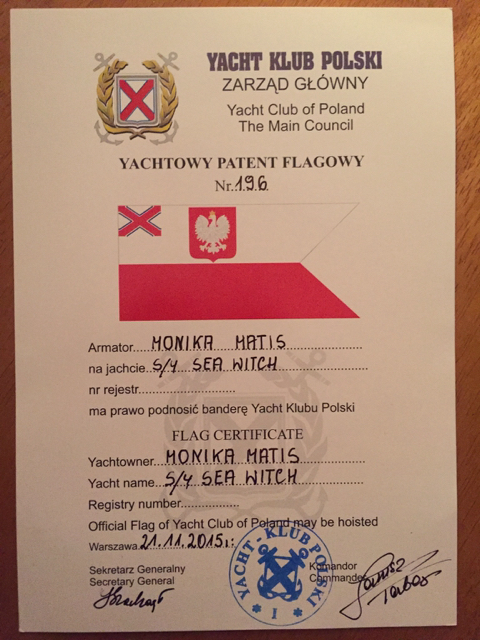 YACHT KLUB POLSKI
ZARZĄD GŁÓWNY
Yacht Club of Poland
The Main Council
YACHTOWY PATENT FLAGOWY
Nr.196
Armator...MONIKA MATIS
na jachcie...S/Y SEA WITCH
nr rejestr
ma prawo podnosić banderę Yacht Klubu Polski
FLAG CERTIFICATE
Yachtowner...MONIKA MATIS
Yacht name...S/Y SEA WITCH
Registry number
Official Flag of Yacht Club of Poland may be hoisted
Warszawa...21.11.2015 r.
Sekretarz Generalny
Secretary General
Komandor
Commander
YACHT-KLUB POLSKI
I